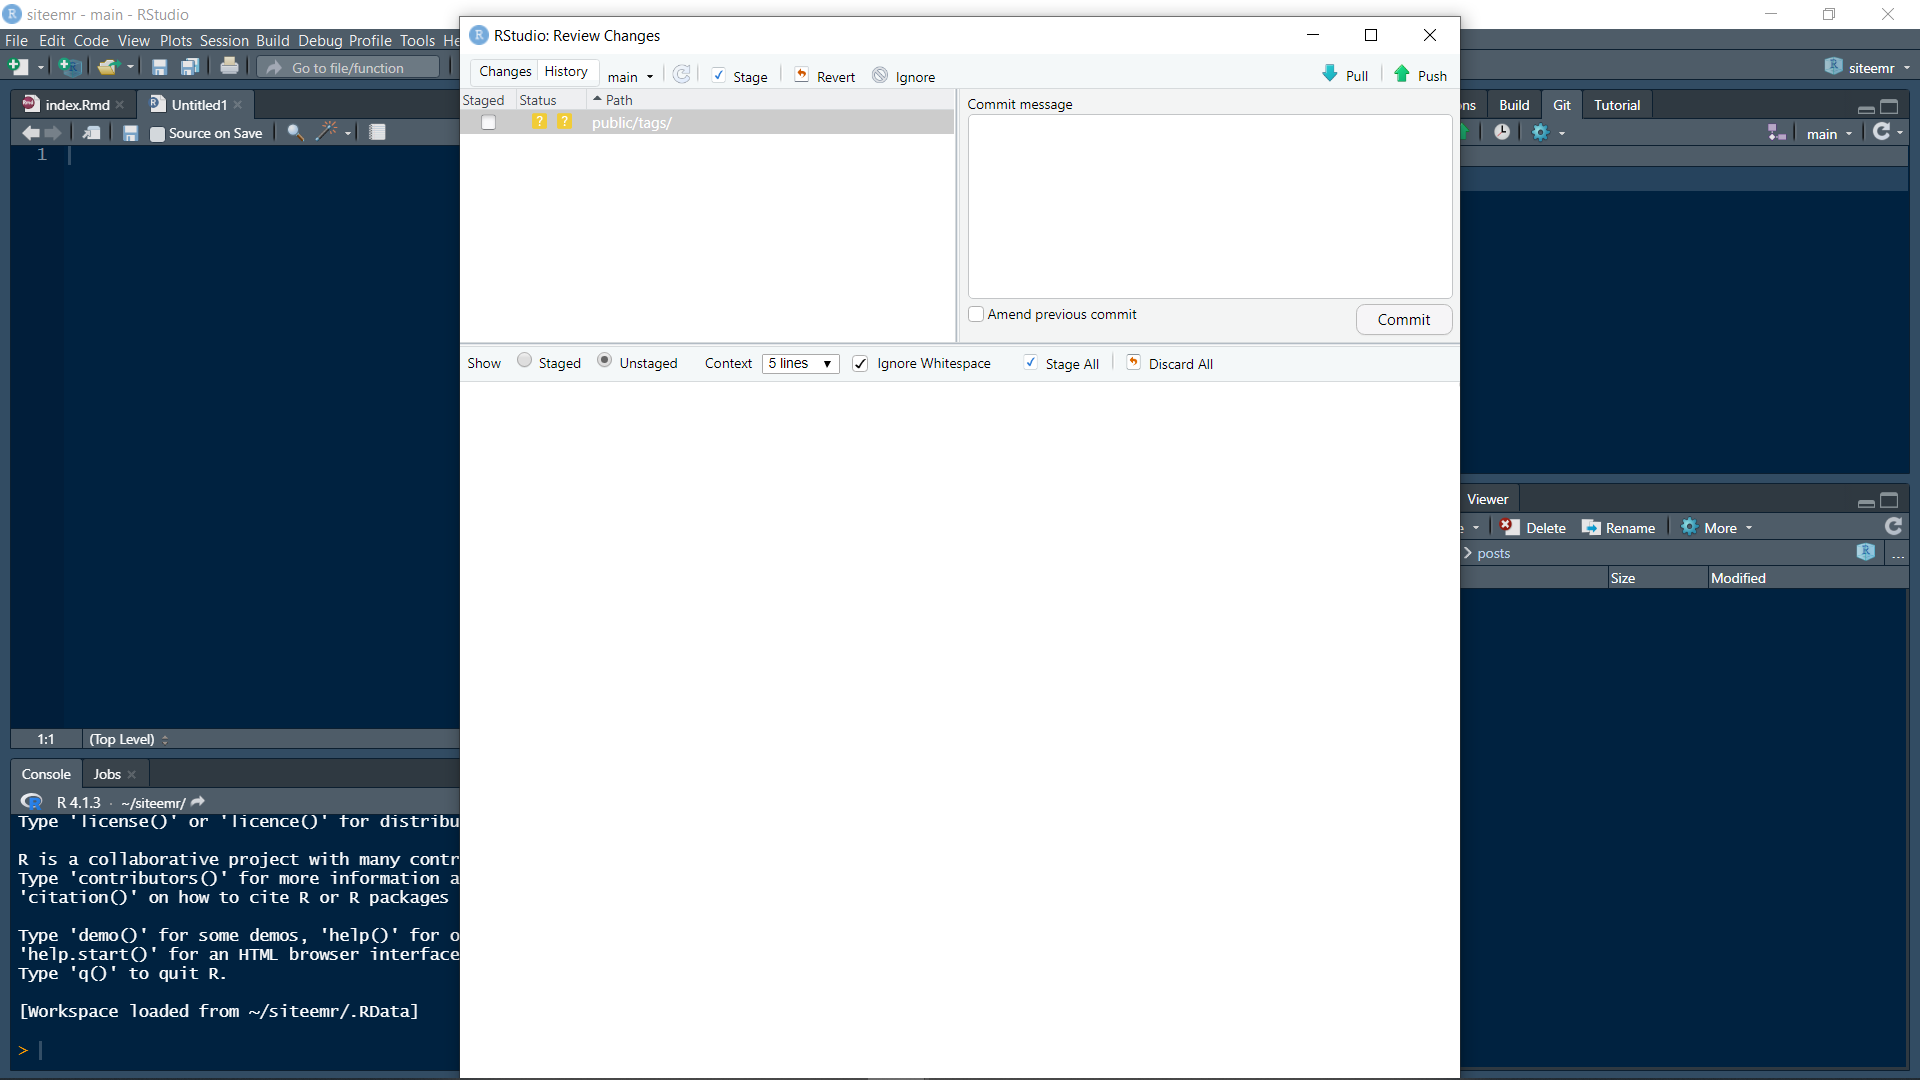 siteemr - main - RStudio
File Edit Code View Plots Session Build Debug Profile Tools He
Go to file/function
siteemr
index.Rmd
Untitled1
Source on Save
1
1:1
(Top Level)
Console Jobs
R 4.1.3 · ~/siteemr/
Type 'license()' or 'licence()' for distribu
R is a collaborative project with many contr
Type 'contributors()' for more information a
'citation()' on how to cite R or R packages
Type 'demo()' for some demos, 'help()' for o
'help.start()' for an HTML browser interface
Type 'q()' to quit R.
[Workspace loaded from ~/siteemr/.RData]
>
RStudio: Review Changes
Changes History main Stage Revert Ignore Pull Push
Staged Status Path
? ? public/tags/
Commit message
Amend previous commit
Commit
Show Staged Unstaged Context 5 lines Ignore Whitespace Stage All Discard All
ns Build Git Tutorial
main
Viewer
e Delete Rename More
posts
...
Size Modified